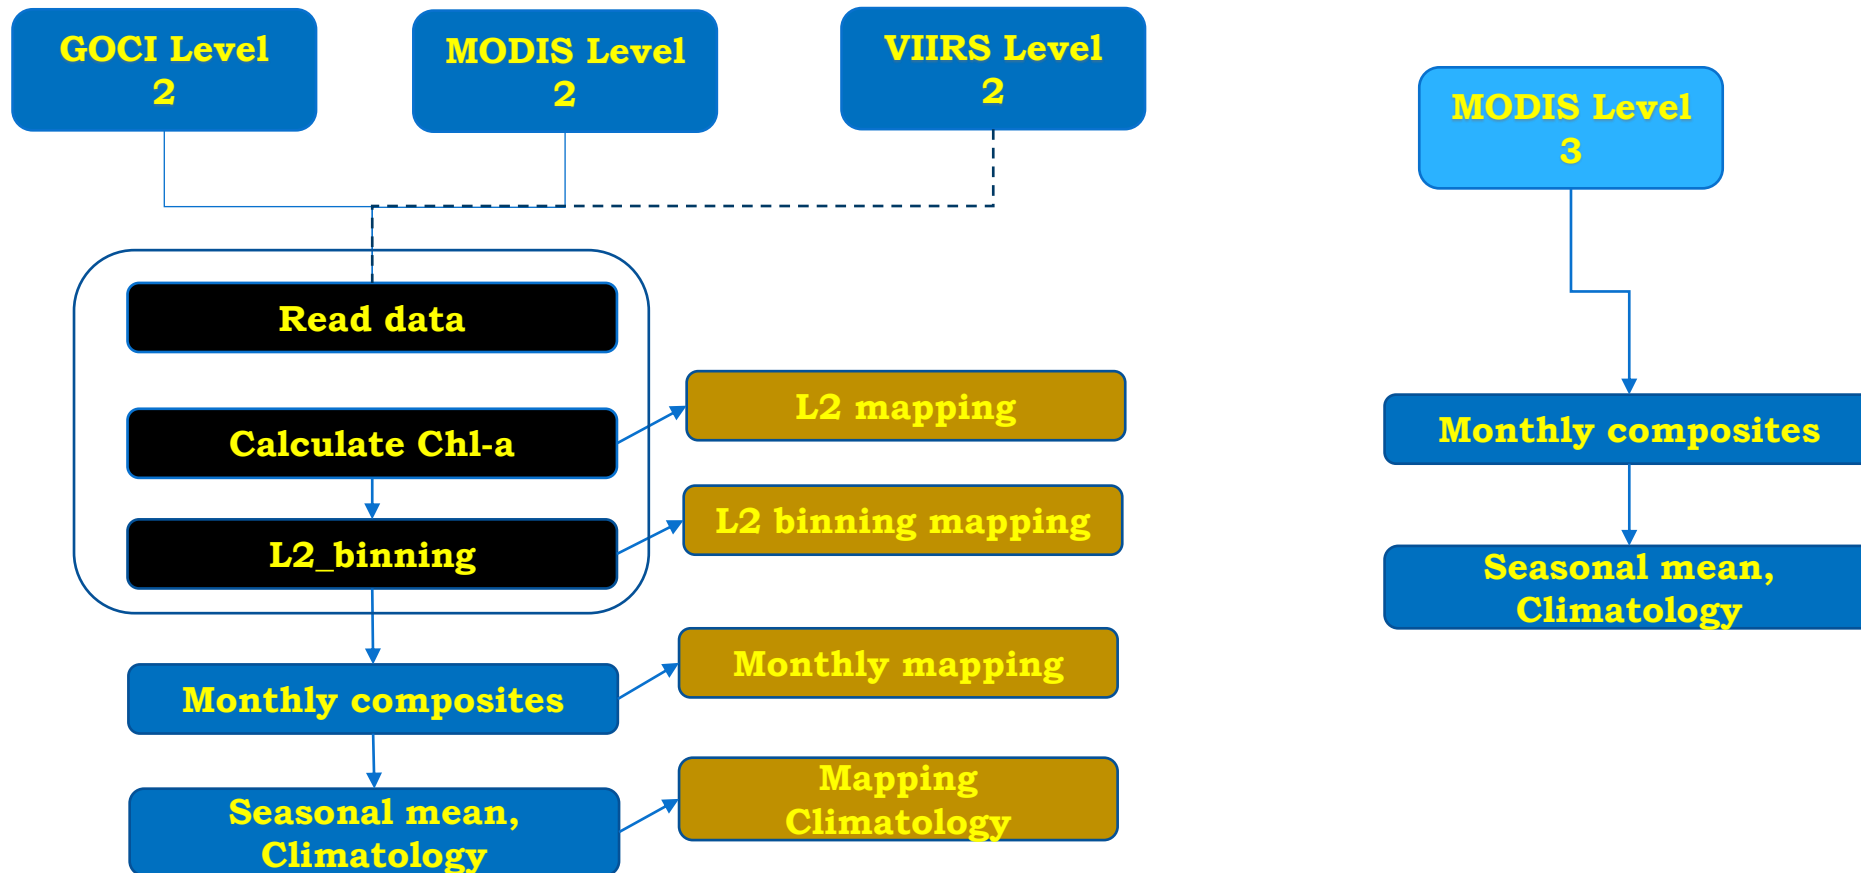 GOCI Level
2
MODIS Level
2
VIIRS Level
2
MODIS Level
3
Read data
Calculate Chl-a
L2_binning
L2 mapping
L2 binning mapping
Monthly composites
Monthly mapping
Seasonal mean,
Climatology
Mapping
Climatology
Monthly composites
Seasonal mean,
Climatology